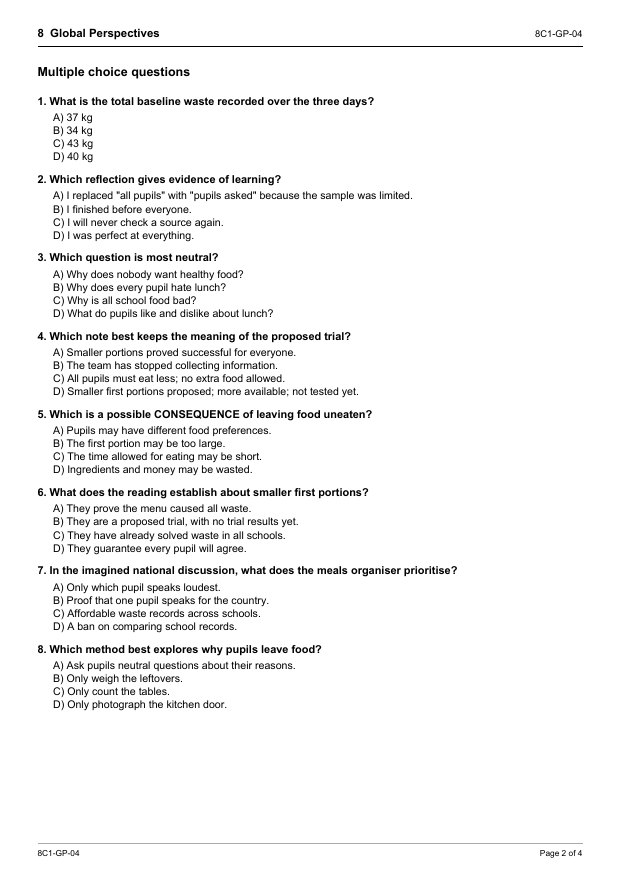 8 Global Perspectives
8C1-GP-04
Multiple choice questions
1. What is the total baseline waste recorded over the three days?
A) 37 kg
B) 34 kg
C) 43 kg
D) 40 kg
2. Which reflection gives evidence of learning?
A) I replaced "all pupils" with "pupils asked" because the sample was limited.
B) I finished before everyone.
C) I will never check a source again.
D) I was perfect at everything.
3. Which question is most neutral?
A) Why does nobody want healthy food?
B) Why does every pupil hate lunch?
C) Why is all school food bad?
D) What do pupils like and dislike about lunch?
4. Which note best keeps the meaning of the proposed trial?
A) Smaller portions proved successful for everyone.
B) The team has stopped collecting information.
C) All pupils must eat less; no extra food allowed.
D) Smaller first portions proposed; more available; not tested yet.
5. Which is a possible CONSEQUENCE of leaving food uneaten?
A) Pupils may have different food preferences.
B) The first portion may be too large.
C) The time allowed for eating may be short.
D) Ingredients and money may be wasted.
6. What does the reading establish about smaller first portions?
A) They prove the menu caused all waste.
B) They are a proposed trial, with no trial results yet.
C) They have already solved waste in all schools.
D) They guarantee every pupil will agree.
7. In the imagined national discussion, what does the meals organiser prioritise?
A) Only which pupil speaks loudest.
B) Proof that one pupil speaks for the country.
C) Affordable waste records across schools.
D) A ban on comparing school records.
8. Which method best explores why pupils leave food?
A) Ask pupils neutral questions about their reasons.
B) Only weigh the leftovers.
C) Only count the tables.
D) Only photograph the kitchen door.
8C1-GP-04
Page 2 of 4